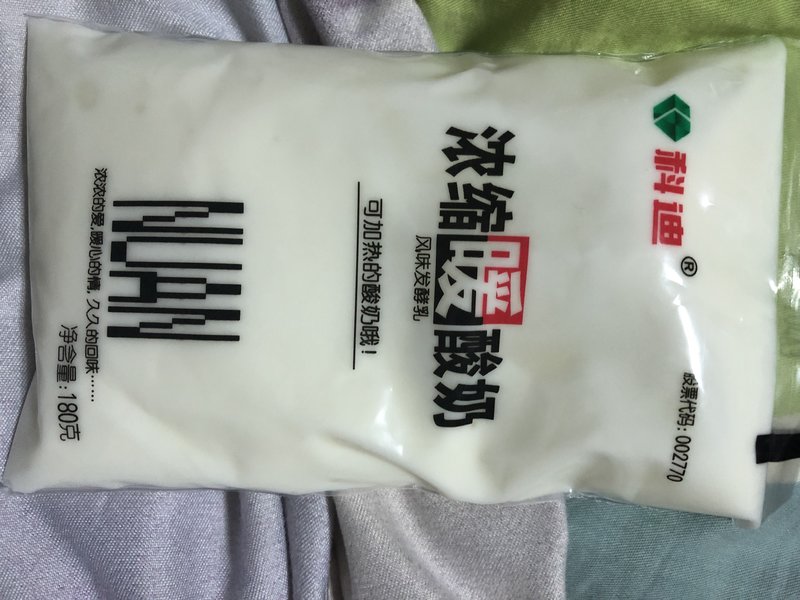 科迪®
股票代码：002770
浓缩暖酸奶
风味发酵乳
可加热的酸奶哦！
NUAN
浓浓的爱,暖心的情,久久的回味……
净含量：180克